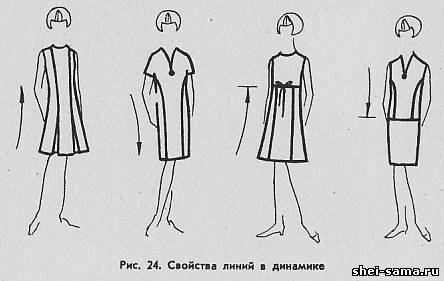 Рис. 24. Свойства линий в динамике
shei-sama.ru